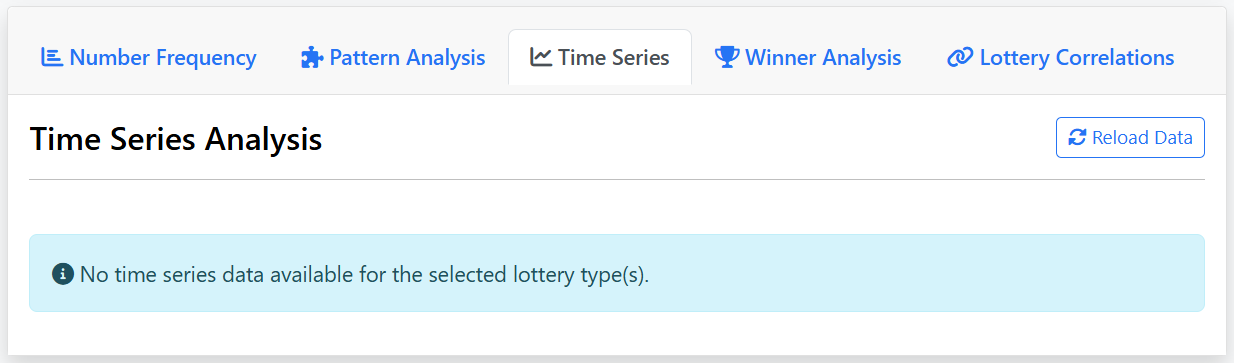 Number Frequency
Pattern Analysis
Time Series
Winner Analysis
Lottery Correlations
Time Series Analysis
Reload Data
No time series data available for the selected lottery type(s).